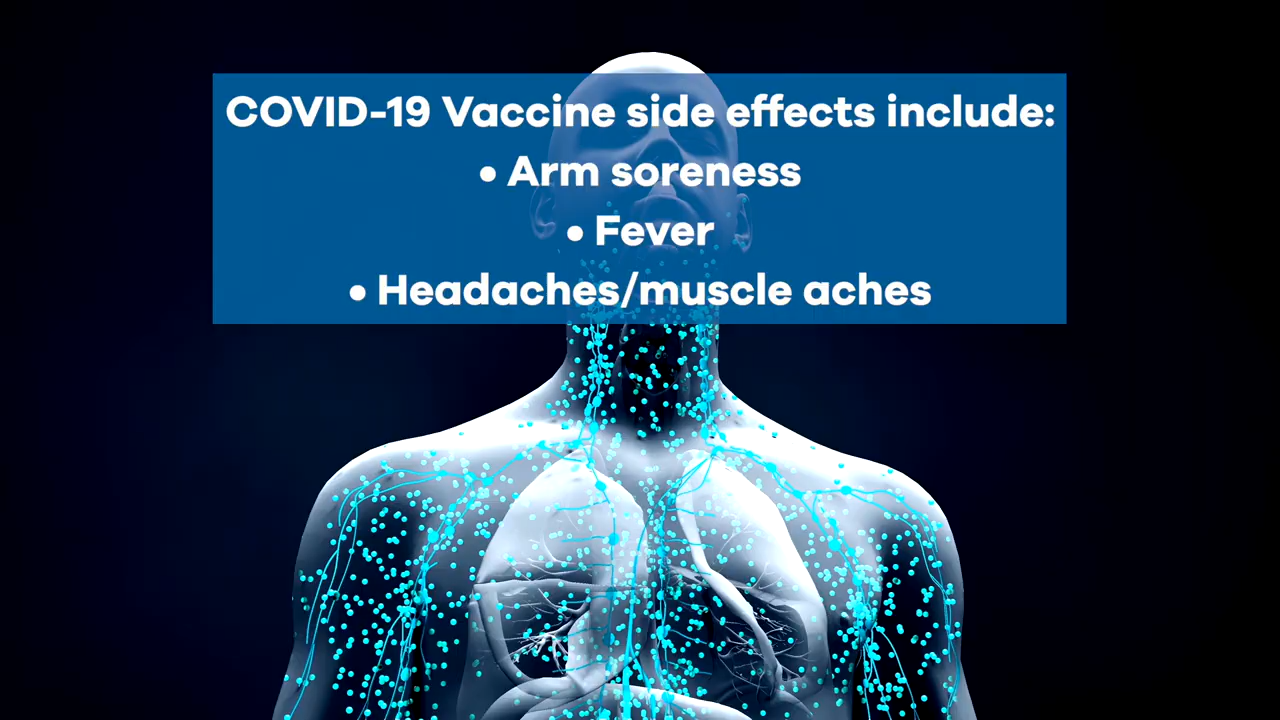 COVID-19 Vaccine side effects include:
• Arm soreness
• Fever
• Headaches/muscle aches